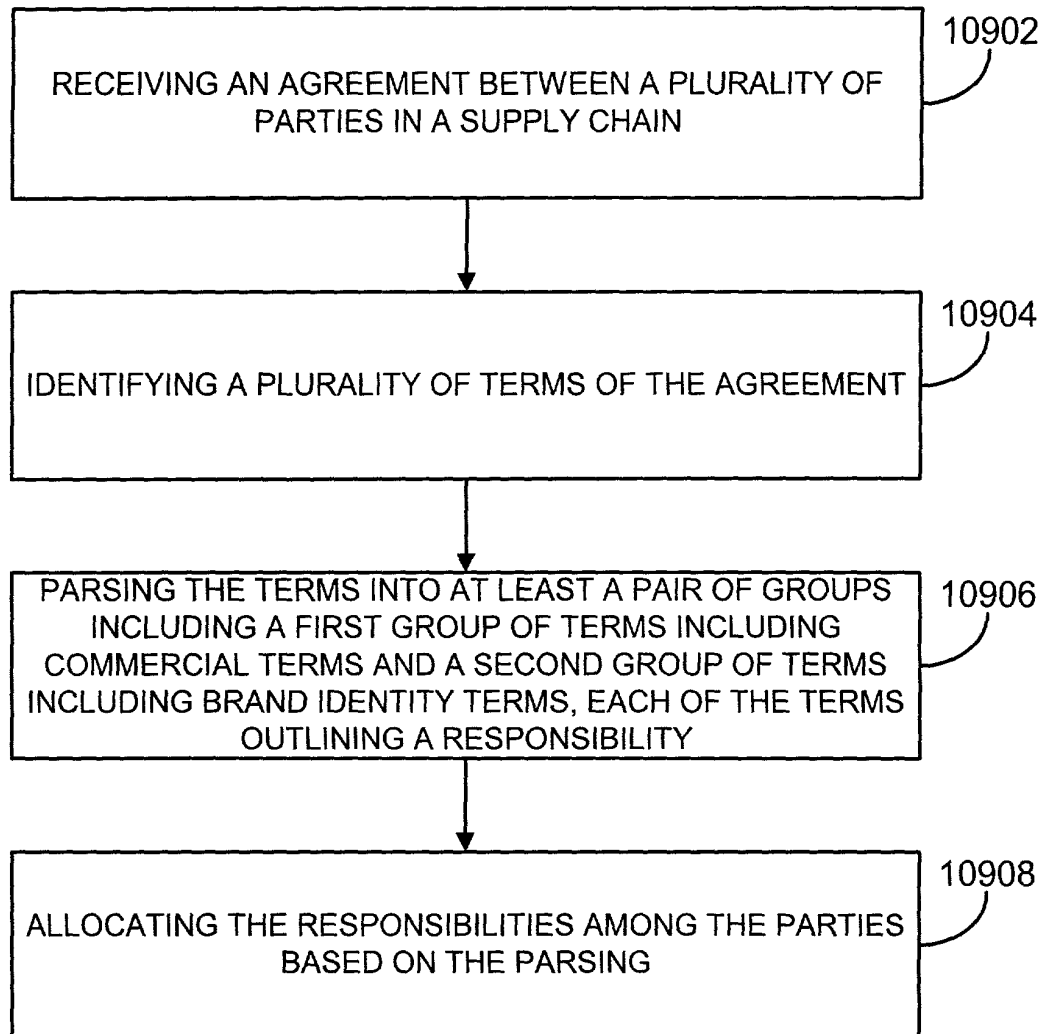 10902
RECEIVING AN AGREEMENT BETWEEN A PLURALITY OF
PARTIES IN A SUPPLY CHAIN
10904
IDENTIFYING A PLURALITY OF TERMS OF THE AGREEMENT
10906
PARSING THE TERMS INTO AT LEAST A PAIR OF GROUPS
INCLUDING A FIRST GROUP OF TERMS INCLUDING
COMMERCIAL TERMS AND A SECOND GROUP OF TERMS
INCLUDING BRAND IDENTITY TERMS, EACH OF THE TERMS
OUTLINING A RESPONSIBILITY
10908
ALLOCATING THE RESPONSIBILITIES AMONG THE PARTIES
BASED ON THE PARSING